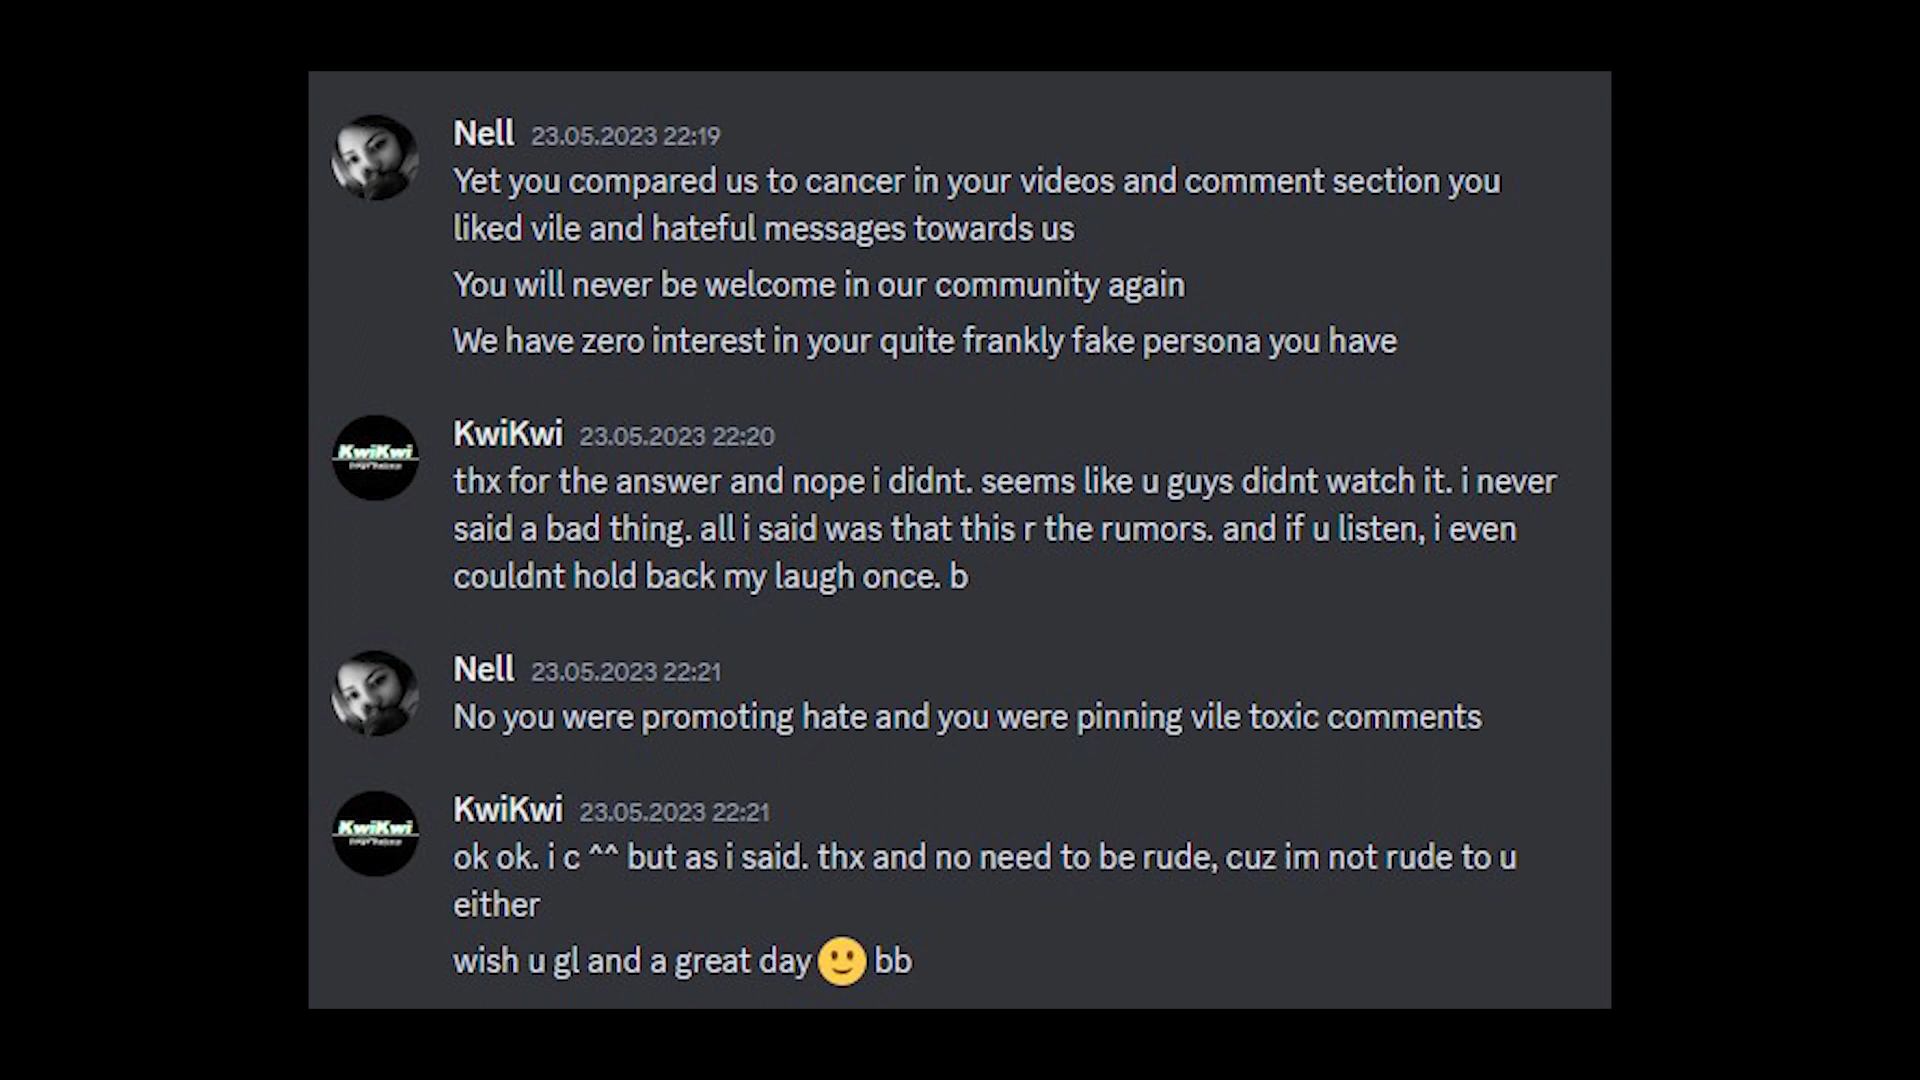 Nell 23.05.2023 22:19
Yet you compared us to cancer in your videos and comment section you
liked vile and hateful messages towards us
You will never be welcome in our community again
We have zero interest in your quite frankly fake persona you have
KwiKwi 23.05.2023 22:20
KwiKwi
thx for the answer and nope i didnt. seems like u guys didnt watch it. i never
said a bad thing. all i said was that this r the rumors. and if u listen, i even
couldnt hold back my laugh once. b
Nell 23.05.2023 22:21
No you were promoting hate and you were pinning vile toxic comments
KwiKwi 23.05.2023 22:21
KwiKwi
ok ok. i c ^^ but as i said. thx and no need to be rude, cuz im not rude to u
either
wish u gl and a great day 🙂 bb